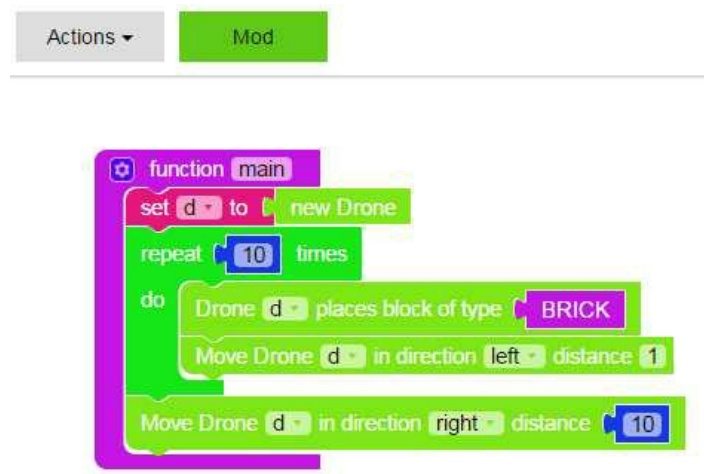 Actions Mod
function main
set d to new Drone
repeat 10 times
do Drone d places block of type BRICK
Move Drone d in direction left distance 1
Move Drone d in direction right distance 10